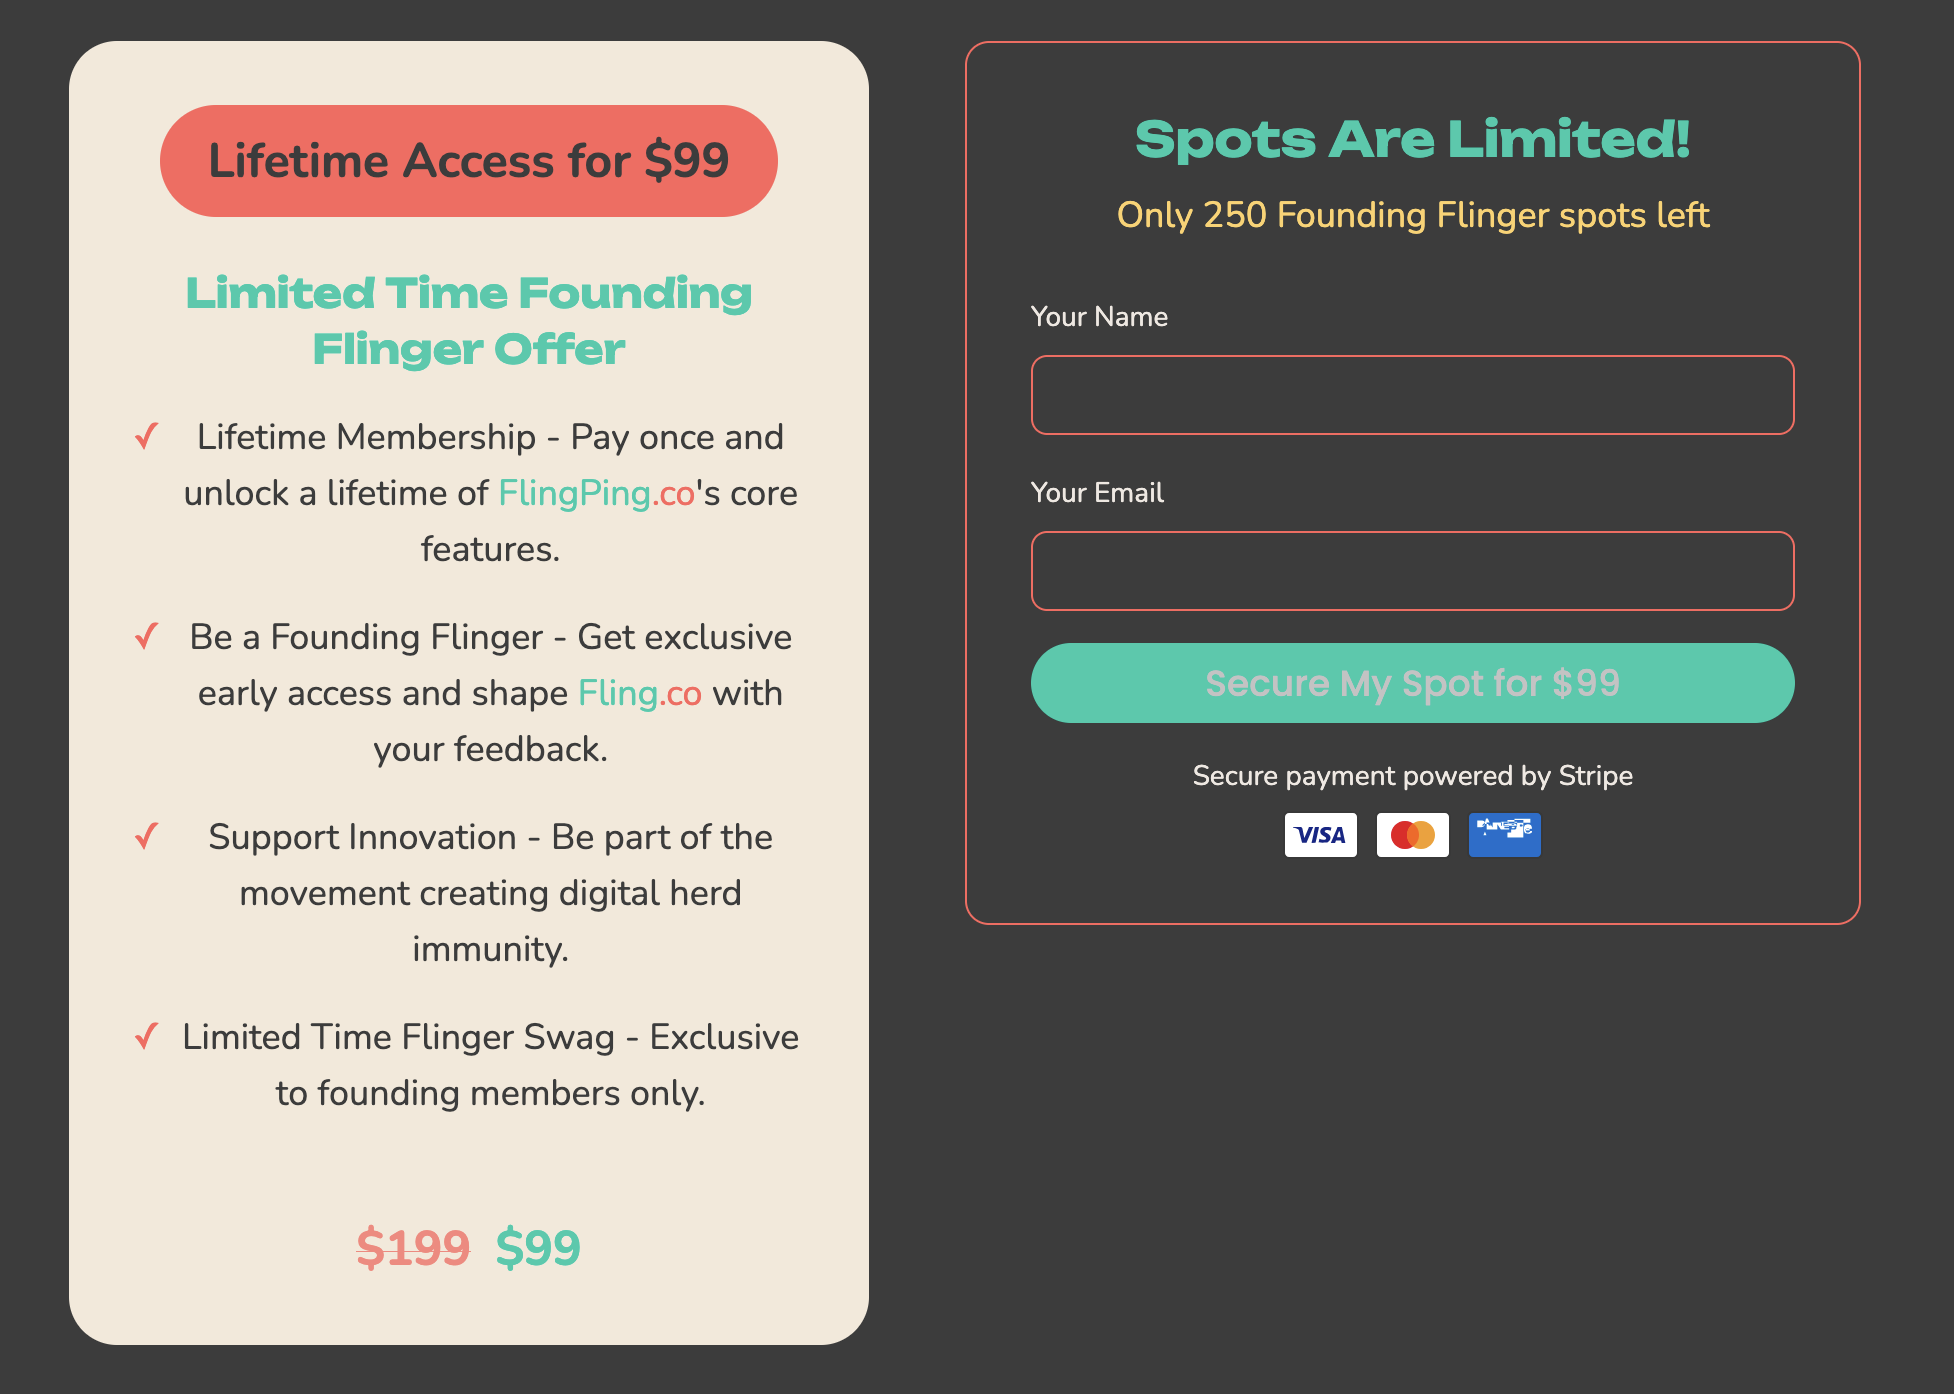 Lifetime Access for $99
Limited Time Founding
Flinger Offer
✓ Lifetime Membership - Pay once and
unlock a lifetime of FlingPing.co's core
features.
✓ Be a Founding Flinger - Get exclusive
early access and shape Fling.co with
your feedback.
✓ Support Innovation - Be part of the
movement creating digital herd
immunity.
✓ Limited Time Flinger Swag - Exclusive
to founding members only.
$199 $99
Spots Are Limited!
Only 250 Founding Flinger spots left
Your Name
Your Email
Secure My Spot for $99
Secure payment powered by Stripe
VISA